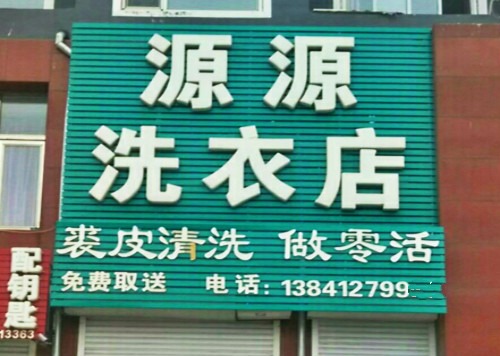 源源
洗衣店
裘皮清洗 做零活
免费取送 电话：138412799
配钥匙
13363